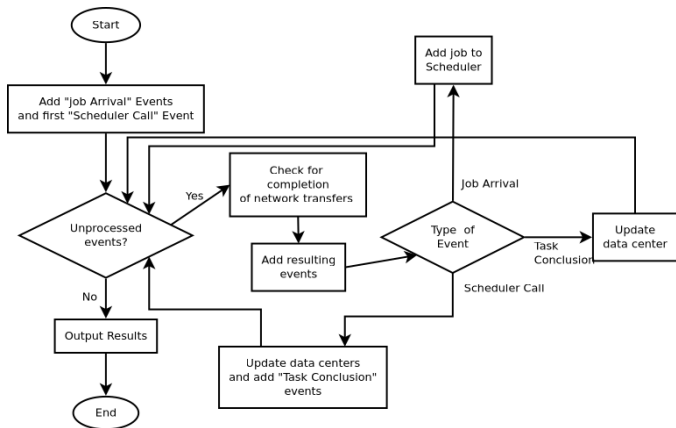 Start
Add "Job Arrival" Events
and first "Scheduler Call" Event
Unprocessed
events?
Yes
No
Output Results
End
Check for
completion
of network transfers
Add resulting
events
Type of
Event
Job Arrival
Add job to
Scheduler
Task
Conclusion
Update
data center
Scheduler Call
Update data centers
and add "Task Conclusion"
events